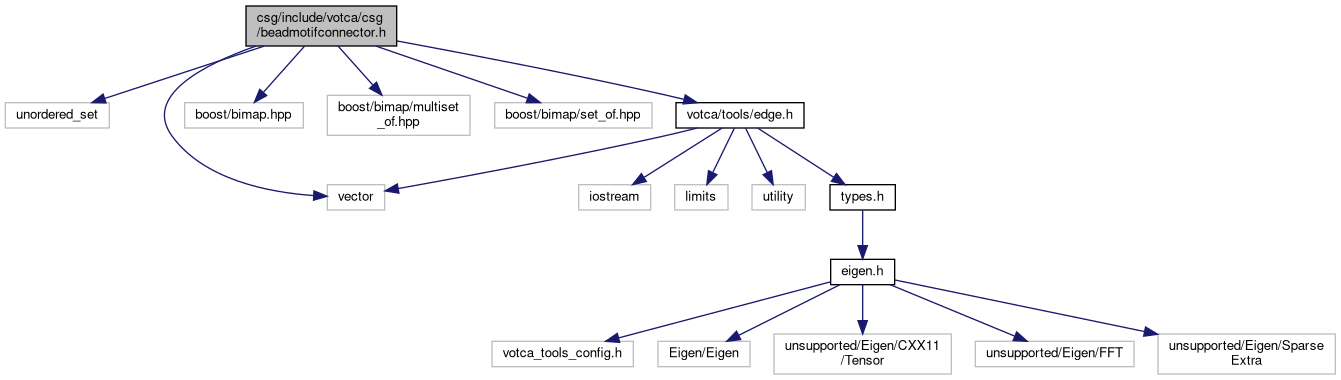 csg/include/votca/csg
/beadmotifconnector.h
unordered_set
boost/bimap.hpp
boost/bimap/multiset
_of.hpp
boost/bimap/set_of.hpp
votca/tools/edge.h
vector
iostream
limits
utility
types.h
eigen.h
votca_tools_config.h
Eigen/Eigen
unsupported/Eigen/CXX11
/Tensor
unsupported/Eigen/FFT
unsupported/Eigen/Sparse
Extra